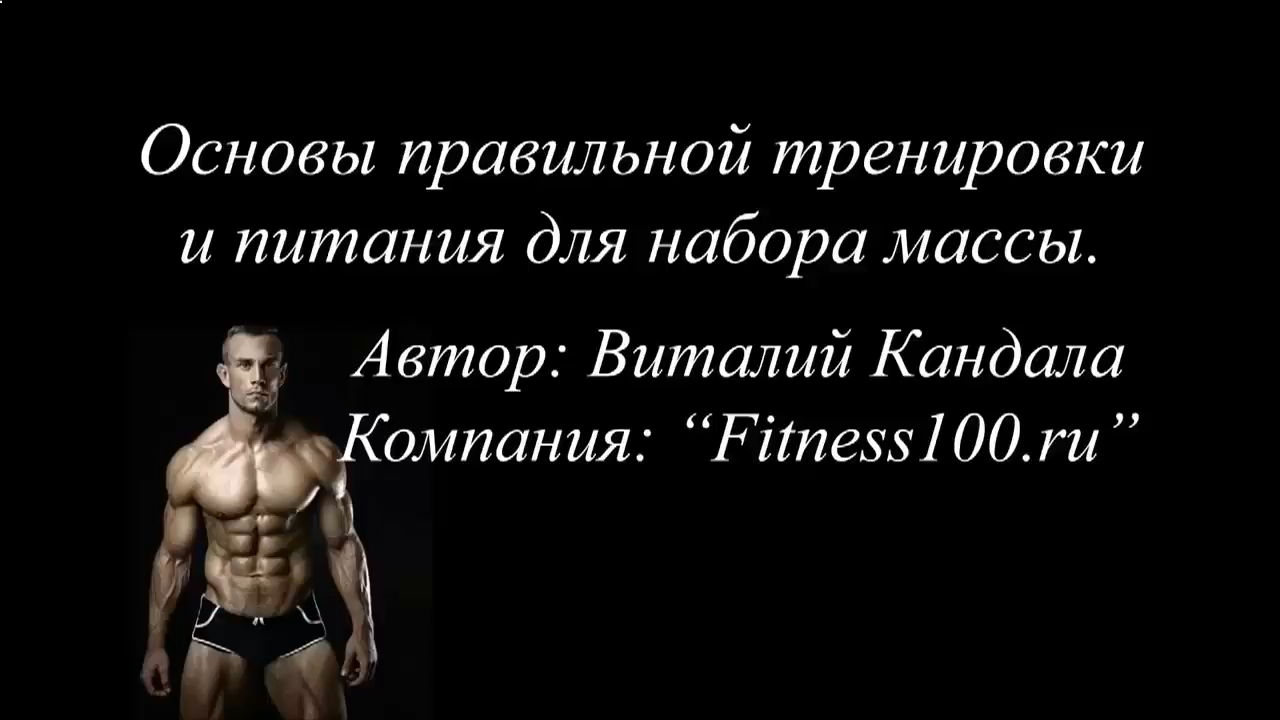 Основы правильной тренировки
и питания для набора массы.
Автор: Виталий Кандала
Компания: “Fitness100.ru”